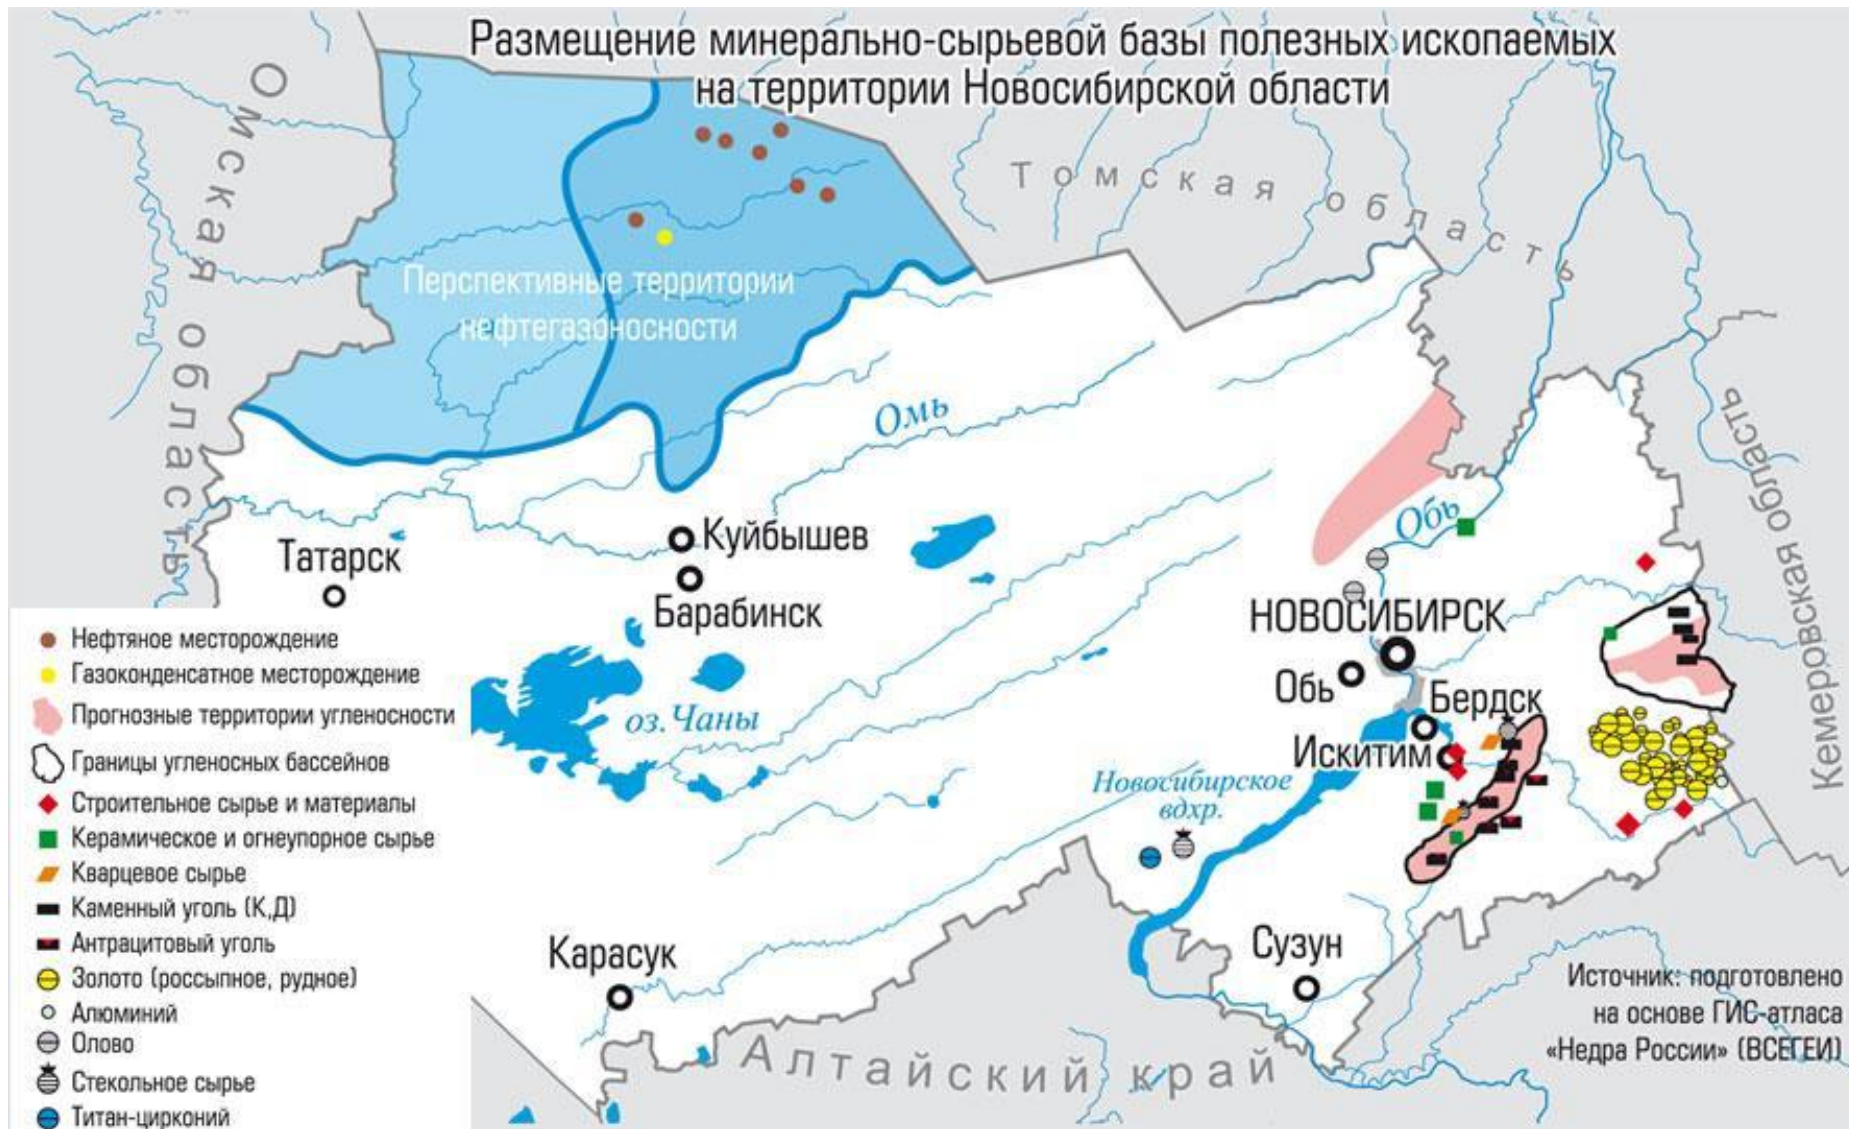 Размещение минерально-сырьевой базы полезных ископаемых
на территории Новосибирской области
Омская область
Томская область
Кемеровская область
Перспективные территории
нефтегазоносности
Омь
Обь
Куйбышев
Татарск
Барабинск
НОВОСИБИРСК
Обь
Бердск
оз. Чаны
Искитим
Новосибирское
вдхр.
Карасук
Сузун
Алтайский край
Нефтяное месторождение
Газоконденсатное месторождение
Прогнозные территории угленосности
Границы угленосных бассейнов
Строительное сырье и материалы
Керамическое и огнеупорное сырье
Кварцевое сырье
Каменный уголь (К,Д)
Антрацитовый уголь
Золото (россыпное, рудное)
Алюминий
Олово
Стекольное сырье
Титан-цирконий
Источник: подготовлено
на основе ГИС-атласа
«Недра России» (ВСЕГЕИ)